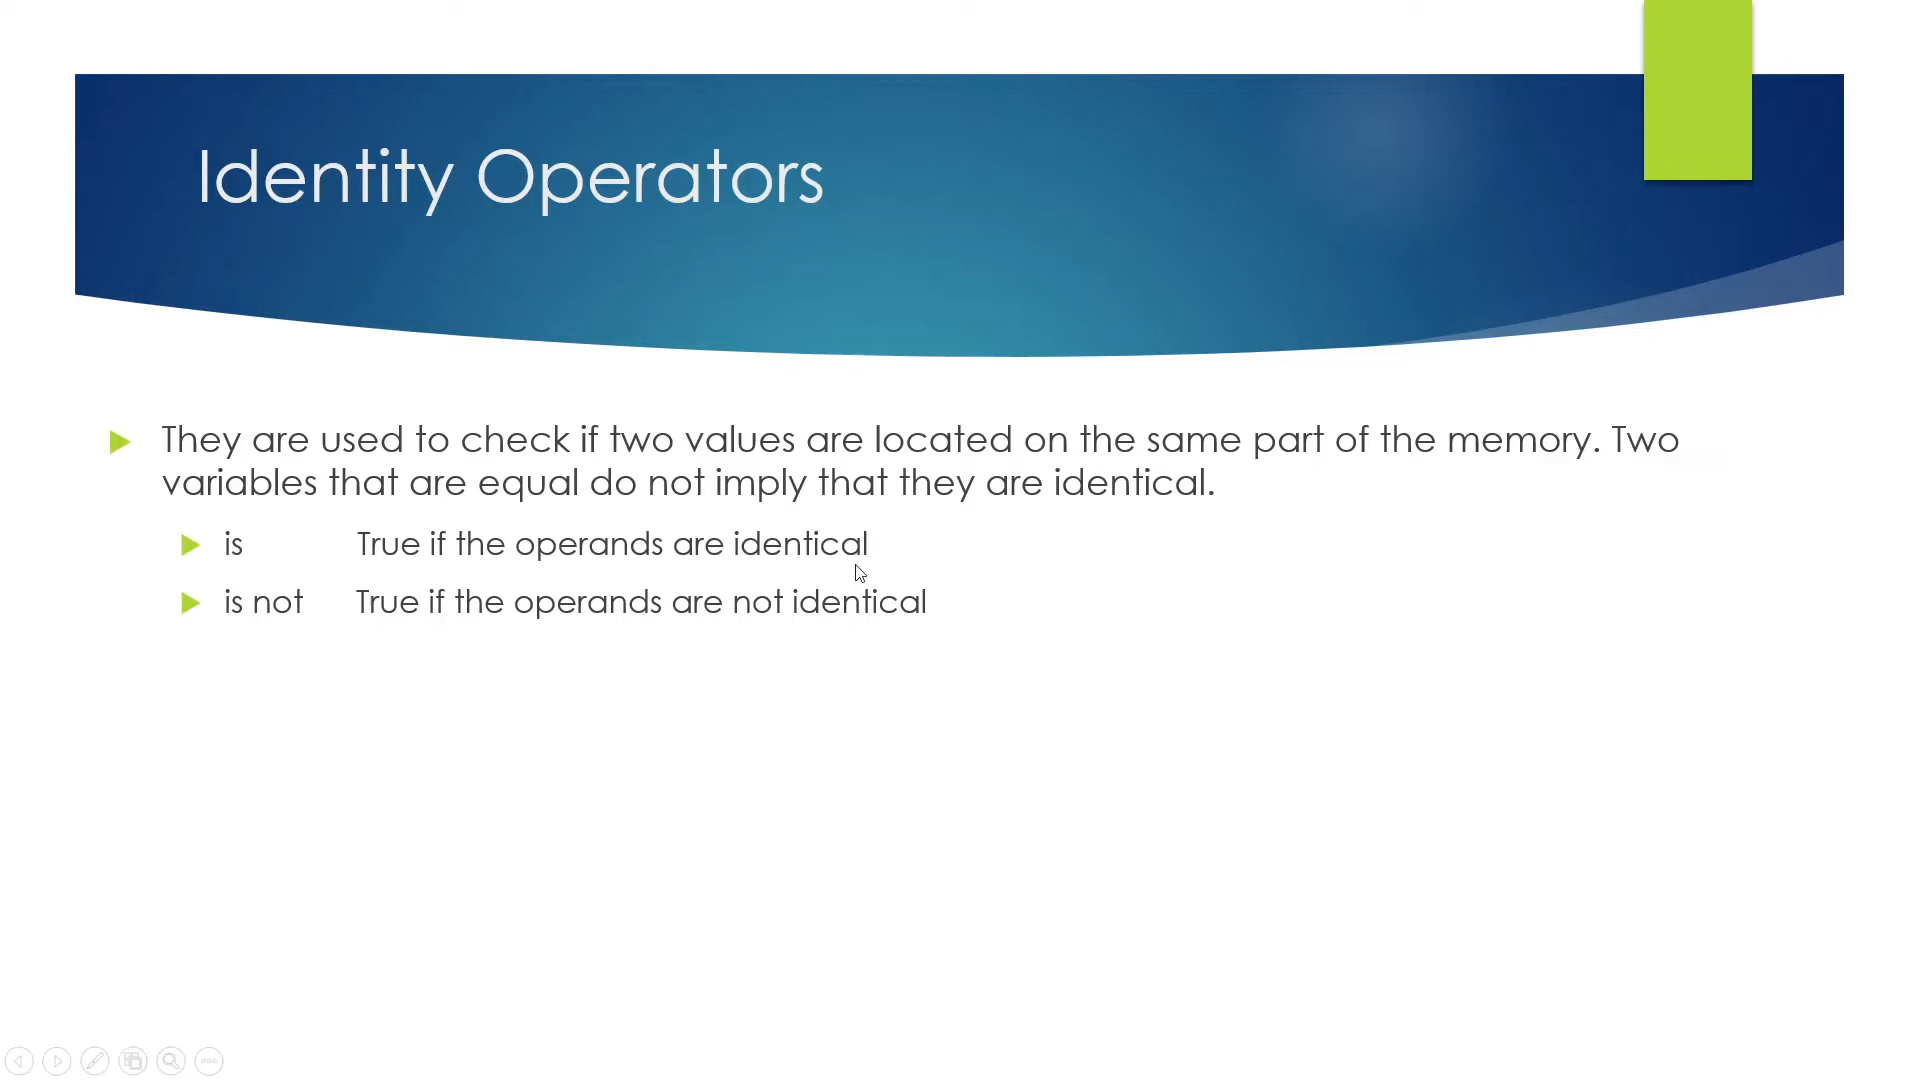 Identity Operators
They are used to check if two values are located on the same part of the memory. Two
variables that are equal do not imply that they are identical.
is True if the operands are identical
is not True if the operands are not identical